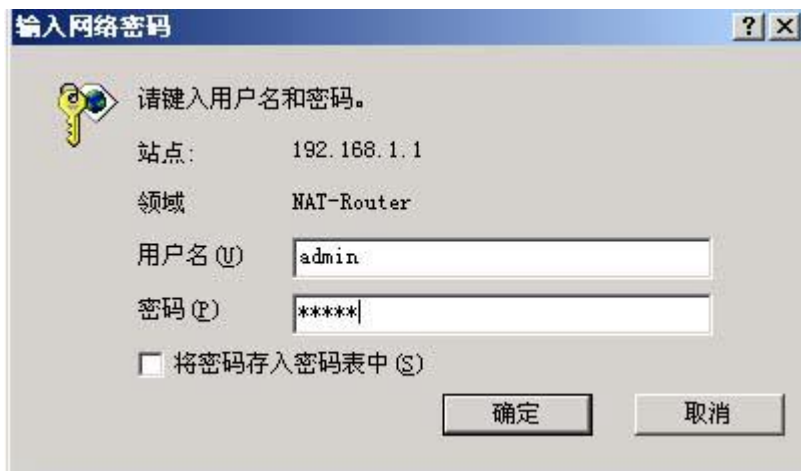 输入网络密码
请键入用户名和密码。
站点: 192.168.1.1
领域 NAT-Router
用户名(U) admin
密码(P) *****
将密码存入密码表中(S)
确定 取消